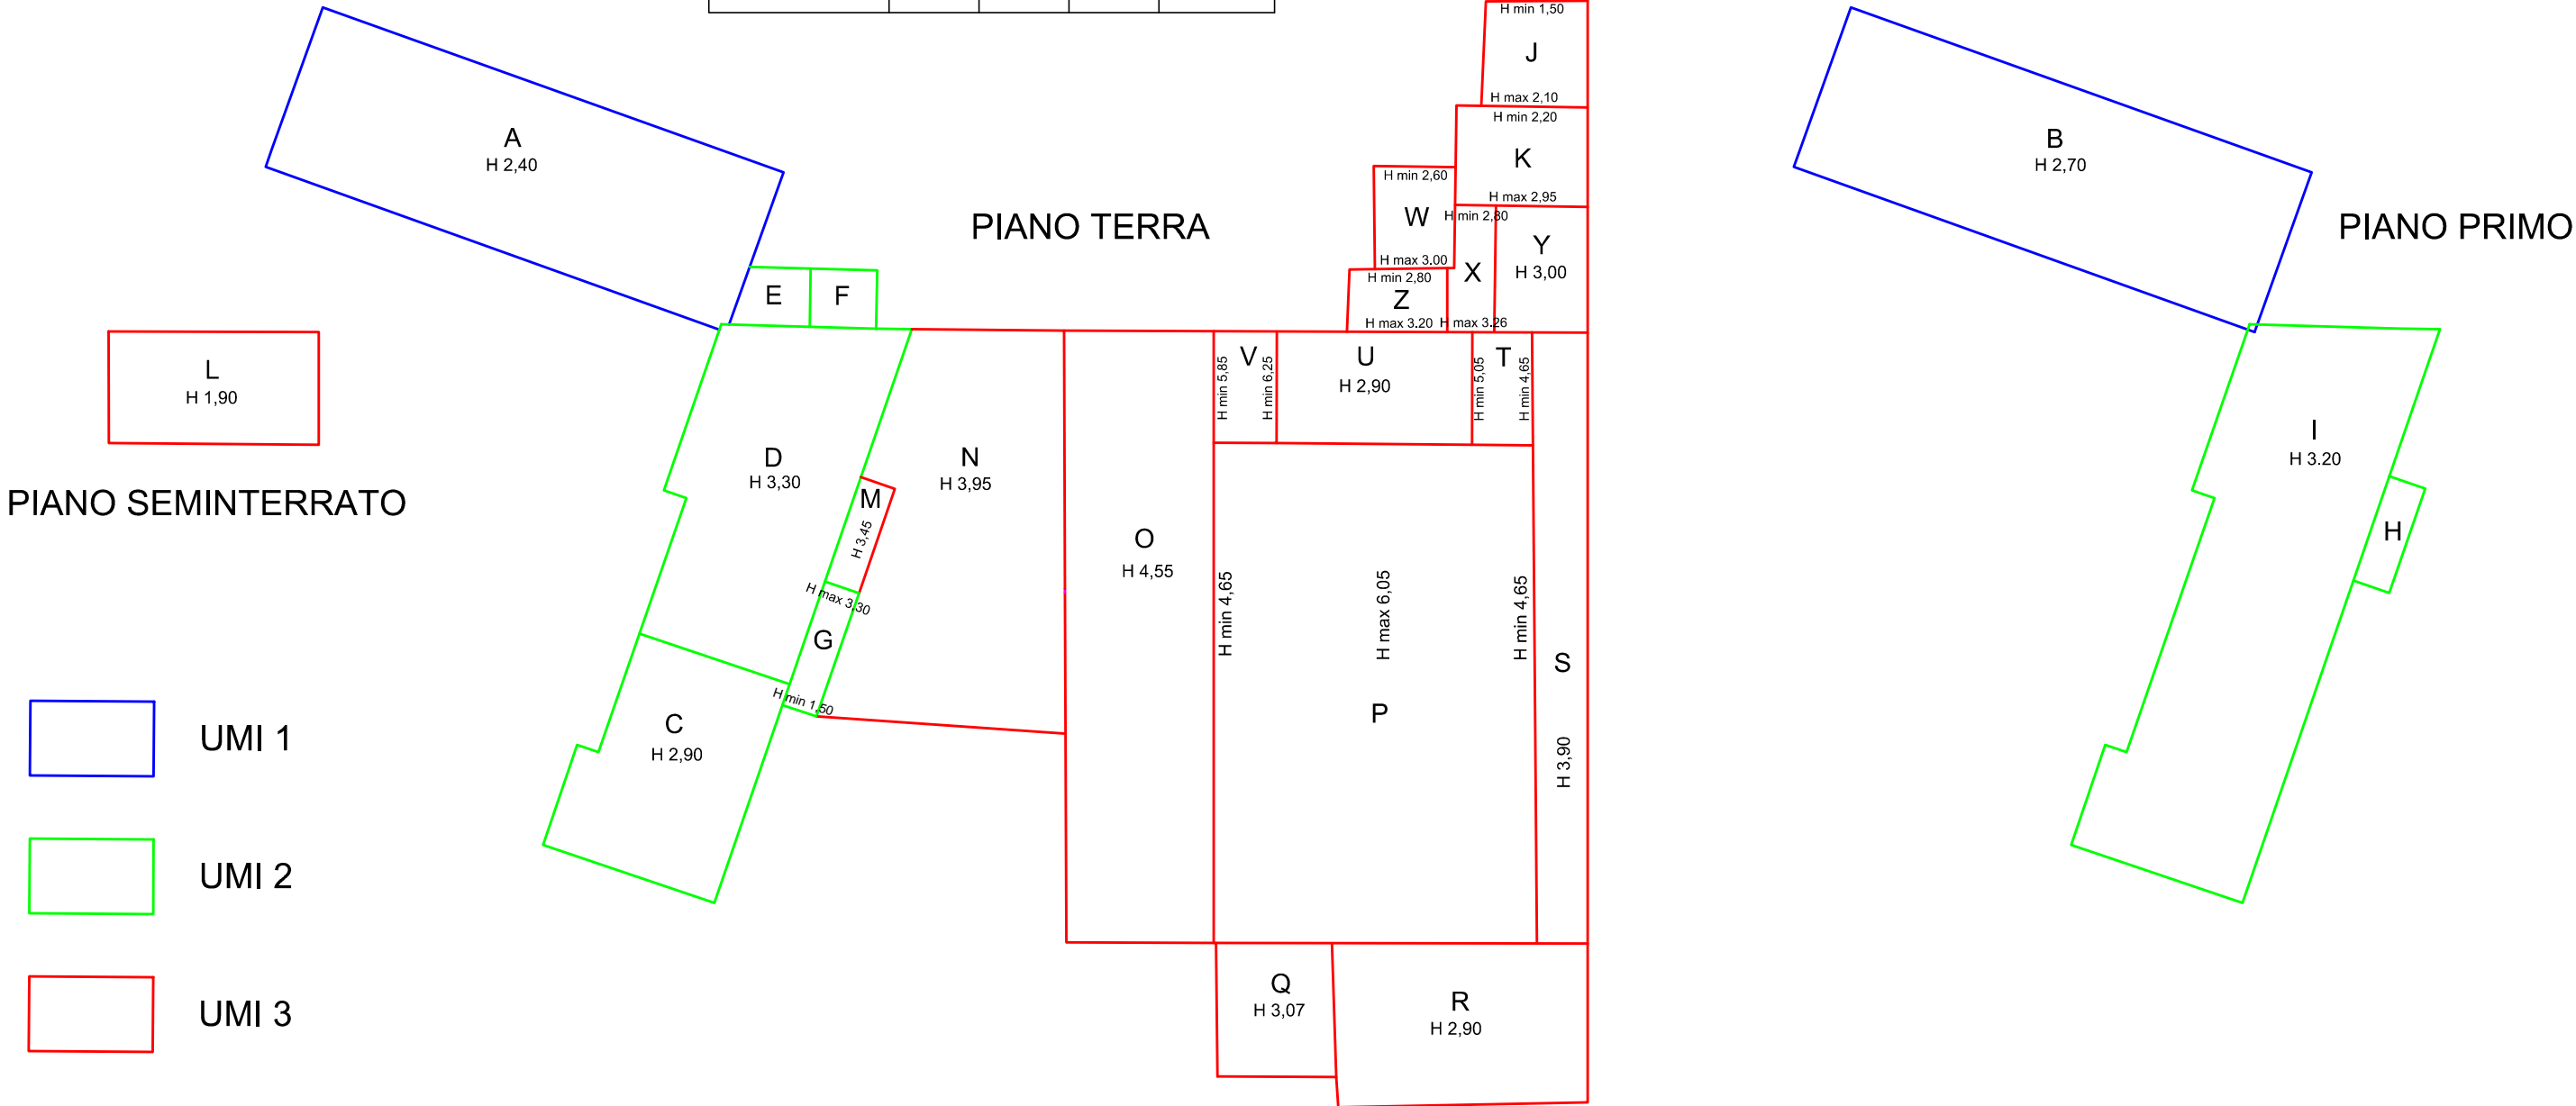 H min 1,50
J
H max 2,10
H min 2,20
K
H max 2,95
A
H 2,40
B
H 2,70
PIANO TERRA
PIANO PRIMO
H min 2,60
W
H max 3.00
H min 2,80
X
H max 3.26
Y
H 3,00
H min 2,80
Z
H max 3.20
E
F
L
H 1,90
PIANO SEMINTERRATO
V
H min 5,85
H min 6,25
U
H 2,90
T
H min 5,05
H min 4,65
D
H 3,30
N
H 3,95
M
H 3,45
I
H 3.20
H
O
H 4,55
H min 4,65
H max 6,05
H min 4,65
P
S
H 3,90
H max 3,30
G
H min 1,50
C
H 2,90
UMI 1
UMI 2
UMI 3
Q
H 3,07
R
H 2,90